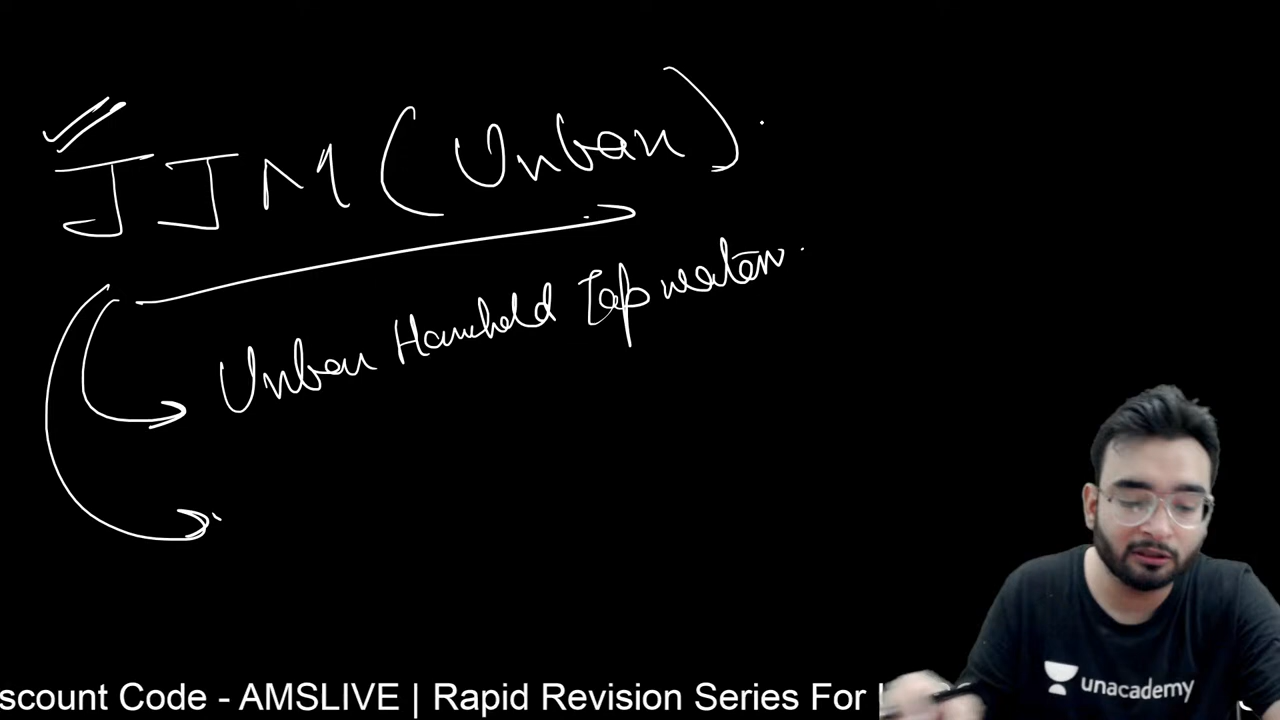 JJM (Urban).
Urban Household Tap water.
unacademy
scount Code - AMSLIVE | Rapid Revision Series For